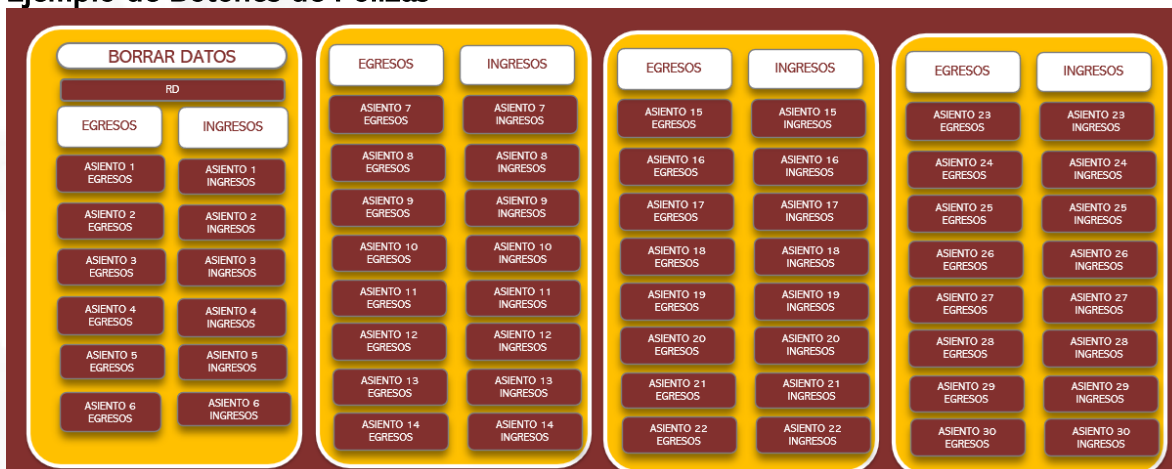 Ejemplo de Botones de Pólizas
BORRAR DATOS
RD
EGRESOS
INGRESOS
ASIENTO 1
EGRESOS
ASIENTO 1
INGRESOS
ASIENTO 2
EGRESOS
ASIENTO 2
INGRESOS
ASIENTO 3
EGRESOS
ASIENTO 3
INGRESOS
ASIENTO 4
EGRESOS
ASIENTO 4
INGRESOS
ASIENTO 5
EGRESOS
ASIENTO 5
INGRESOS
ASIENTO 6
EGRESOS
ASIENTO 6
INGRESOS
EGRESOS
INGRESOS
ASIENTO 7
EGRESOS
ASIENTO 7
INGRESOS
ASIENTO 8
EGRESOS
ASIENTO 8
INGRESOS
ASIENTO 9
EGRESOS
ASIENTO 9
INGRESOS
ASIENTO 10
EGRESOS
ASIENTO 10
INGRESOS
ASIENTO 11
EGRESOS
ASIENTO 11
INGRESOS
ASIENTO 12
EGRESOS
ASIENTO 12
INGRESOS
ASIENTO 13
EGRESOS
ASIENTO 13
INGRESOS
ASIENTO 14
EGRESOS
ASIENTO 14
INGRESOS
EGRESOS
INGRESOS
ASIENTO 15
EGRESOS
ASIENTO 15
INGRESOS
ASIENTO 16
EGRESOS
ASIENTO 16
INGRESOS
ASIENTO 17
EGRESOS
ASIENTO 17
INGRESOS
ASIENTO 18
EGRESOS
ASIENTO 18
INGRESOS
ASIENTO 19
EGRESOS
ASIENTO 19
INGRESOS
ASIENTO 20
EGRESOS
ASIENTO 20
INGRESOS
ASIENTO 21
EGRESOS
ASIENTO 21
INGRESOS
ASIENTO 22
EGRESOS
ASIENTO 22
INGRESOS
EGRESOS
INGRESOS
ASIENTO 23
EGRESOS
ASIENTO 23
INGRESOS
ASIENTO 24
EGRESOS
ASIENTO 24
INGRESOS
ASIENTO 25
EGRESOS
ASIENTO 25
INGRESOS
ASIENTO 26
EGRESOS
ASIENTO 26
INGRESOS
ASIENTO 27
EGRESOS
ASIENTO 27
INGRESOS
ASIENTO 28
EGRESOS
ASIENTO 28
INGRESOS
ASIENTO 29
EGRESOS
ASIENTO 29
INGRESOS
ASIENTO 30
EGRESOS
ASIENTO 30
INGRESOS